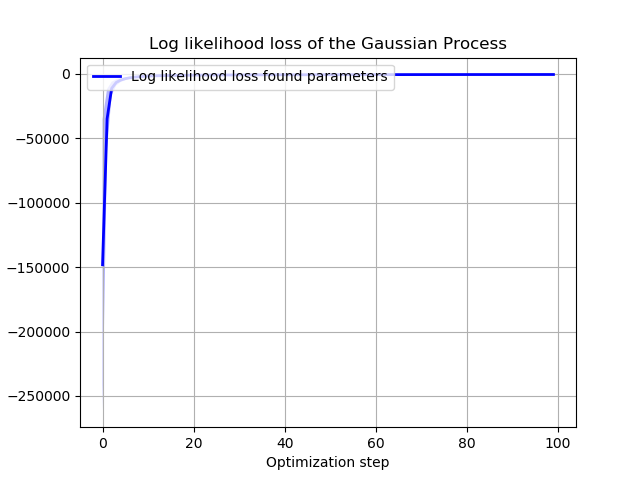 Log likelihood loss of the Gaussian Process
Log likelihood loss found parameters
0
−50000
−100000
−150000
−200000
−250000
0 20 40 60 80 100
Optimization step